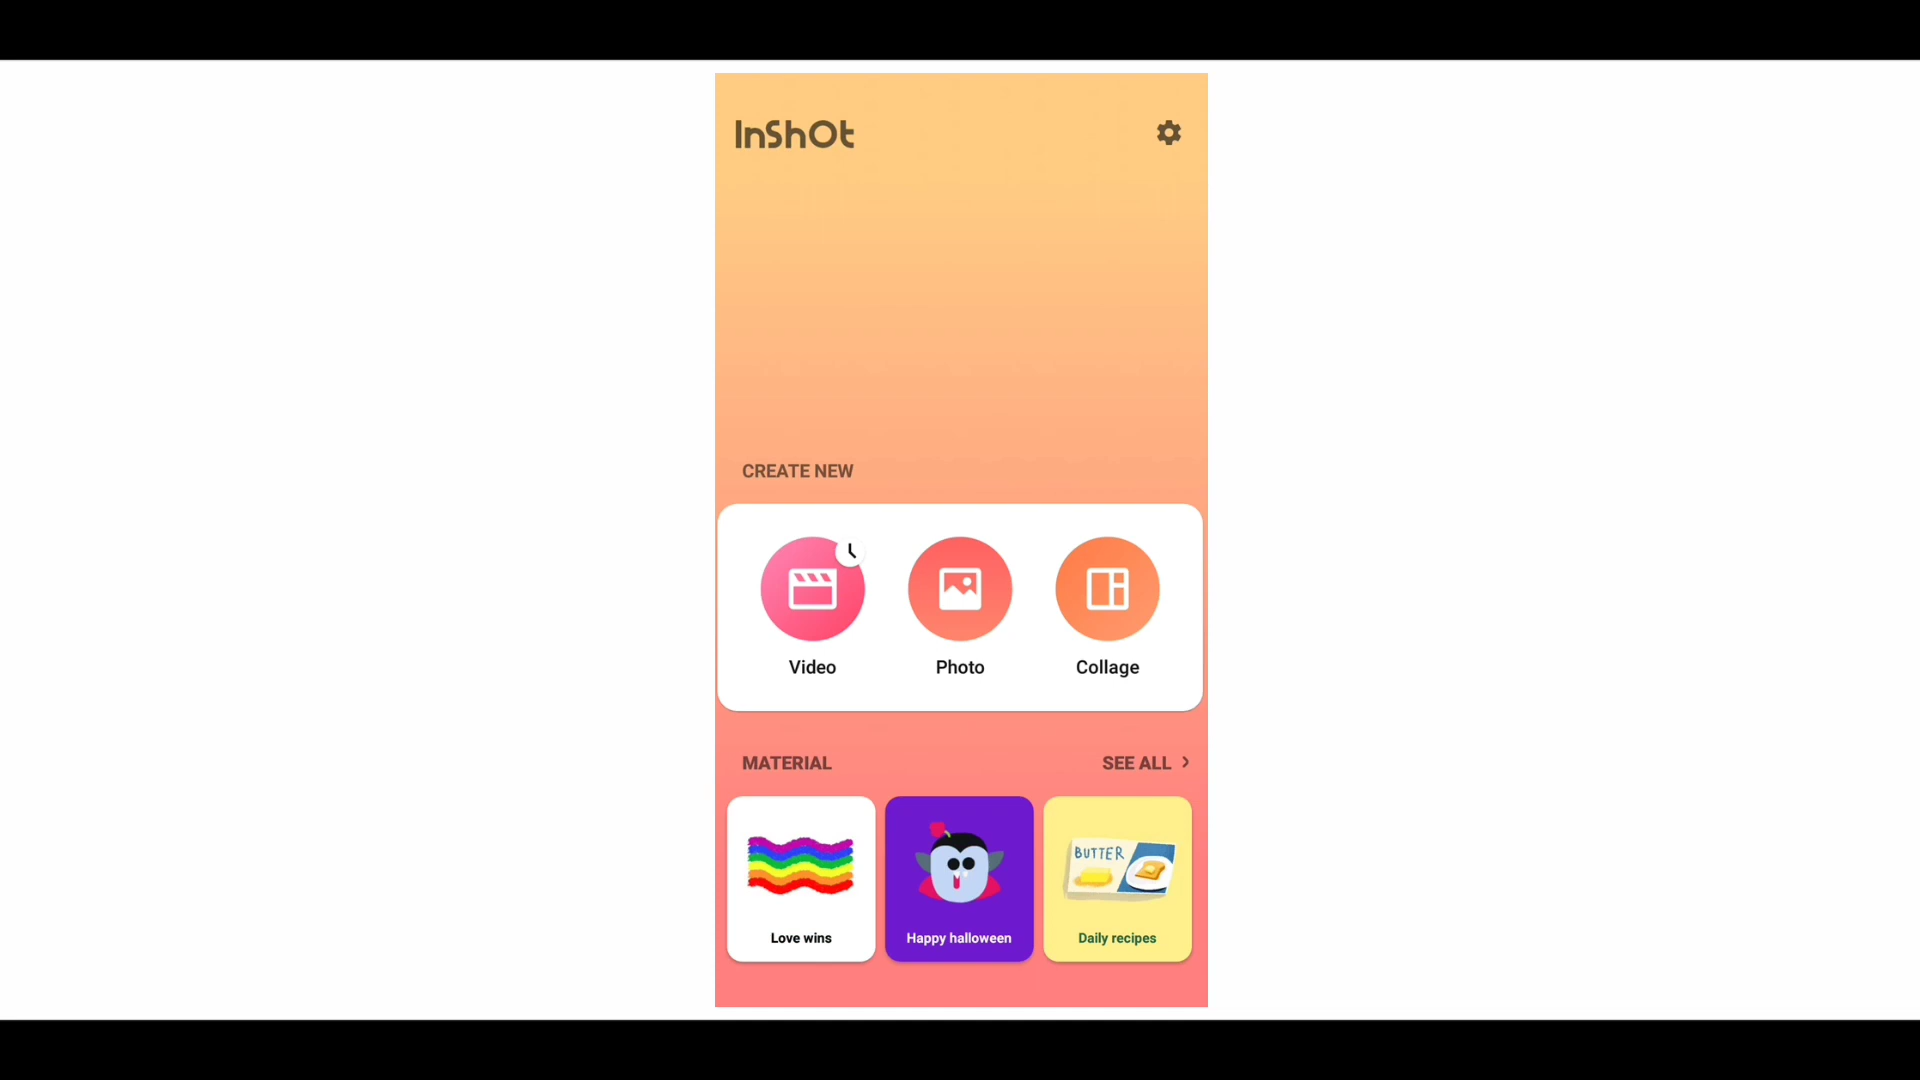 InShOt
CREATE NEW
Video
Photo
Collage
MATERIAL
SEE ALL
BUTTER
Love wins
Happy halloween
Daily recipes